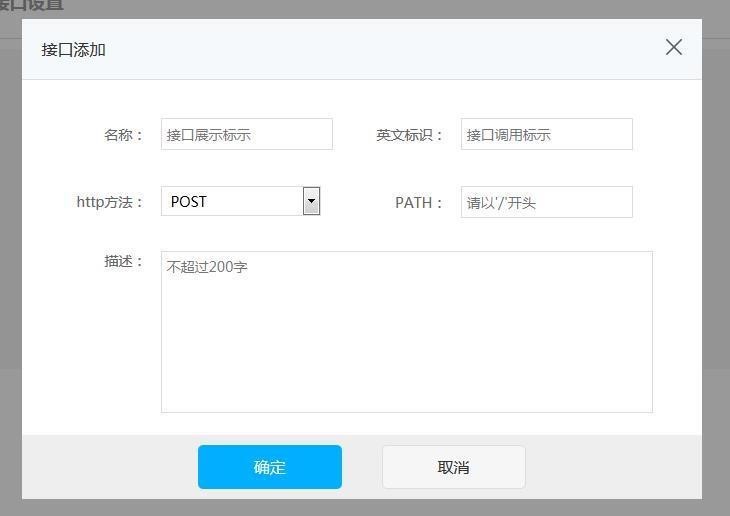 接口设置
接口添加
名称： 接口展示标示 英文标识： 接口调用标示
http方法： POST PATH： 请以'/'开头
描述： 不超过200字
确定 取消